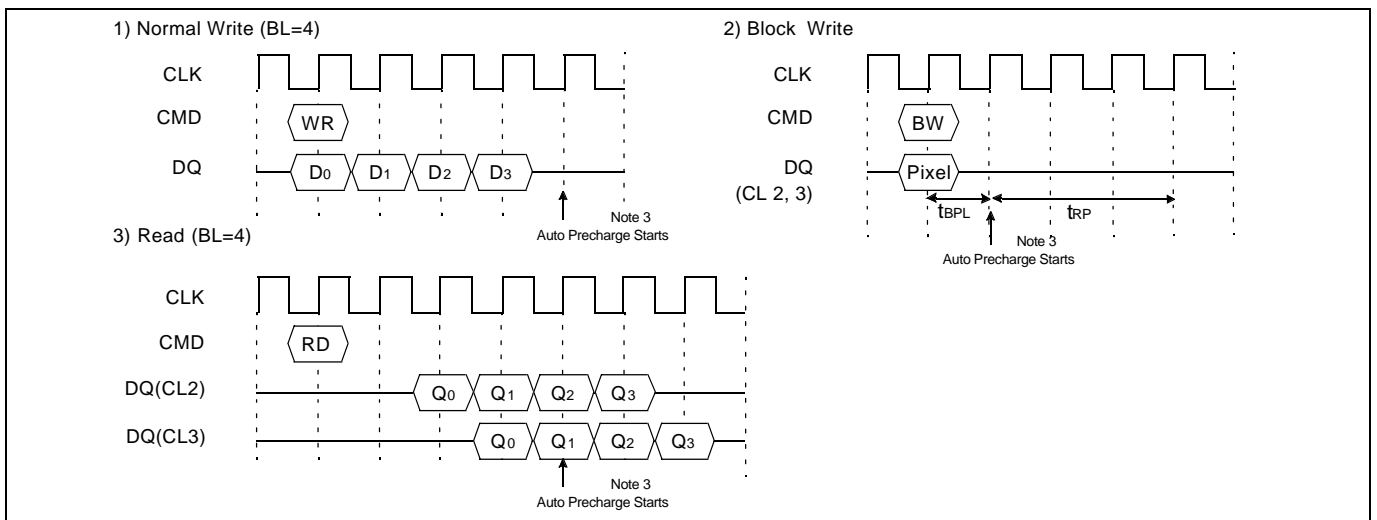 1) Normal Write (BL=4)
CLK
CMD
WR
DQ
D0 D1 D2 D3
Note 3
Auto Precharge Starts
2) Block Write
CLK
CMD
BW
DQ
(CL 2, 3)
Pixel
tBPL tRP
Note 3
Auto Precharge Starts
3) Read (BL=4)
CLK
CMD
RD
DQ(CL2)
Q0 Q1 Q2 Q3
DQ(CL3)
Q0 Q1 Q2 Q3
Note 3
Auto Precharge Starts